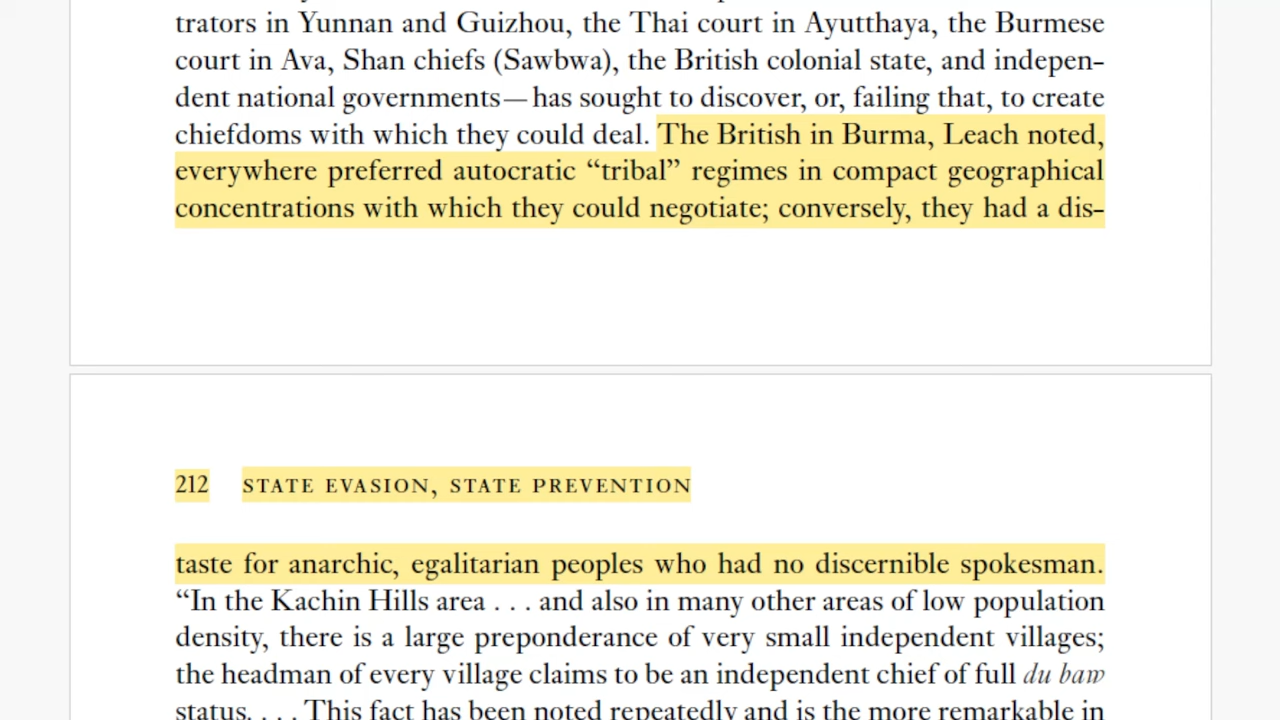 trators in Yunnan and Guizhou, the Thai court in Ayutthaya, the Burmese
court in Ava, Shan chiefs (Sawbwa), the British colonial state, and indepen-
dent national governments—has sought to discover, or, failing that, to create
chiefdoms with which they could deal. The British in Burma, Leach noted,
everywhere preferred autocratic “tribal” regimes in compact geographical
concentrations with which they could negotiate; conversely, they had a dis-
212 STATE EVASION, STATE PREVENTION
taste for anarchic, egalitarian peoples who had no discernible spokesman.
“In the Kachin Hills area . . . and also in many other areas of low population
density, there is a large preponderance of very small independent villages;
the headman of every village claims to be an independent chief of full du baw
status. . . . This fact has been noted repeatedly and is the more remarkable in